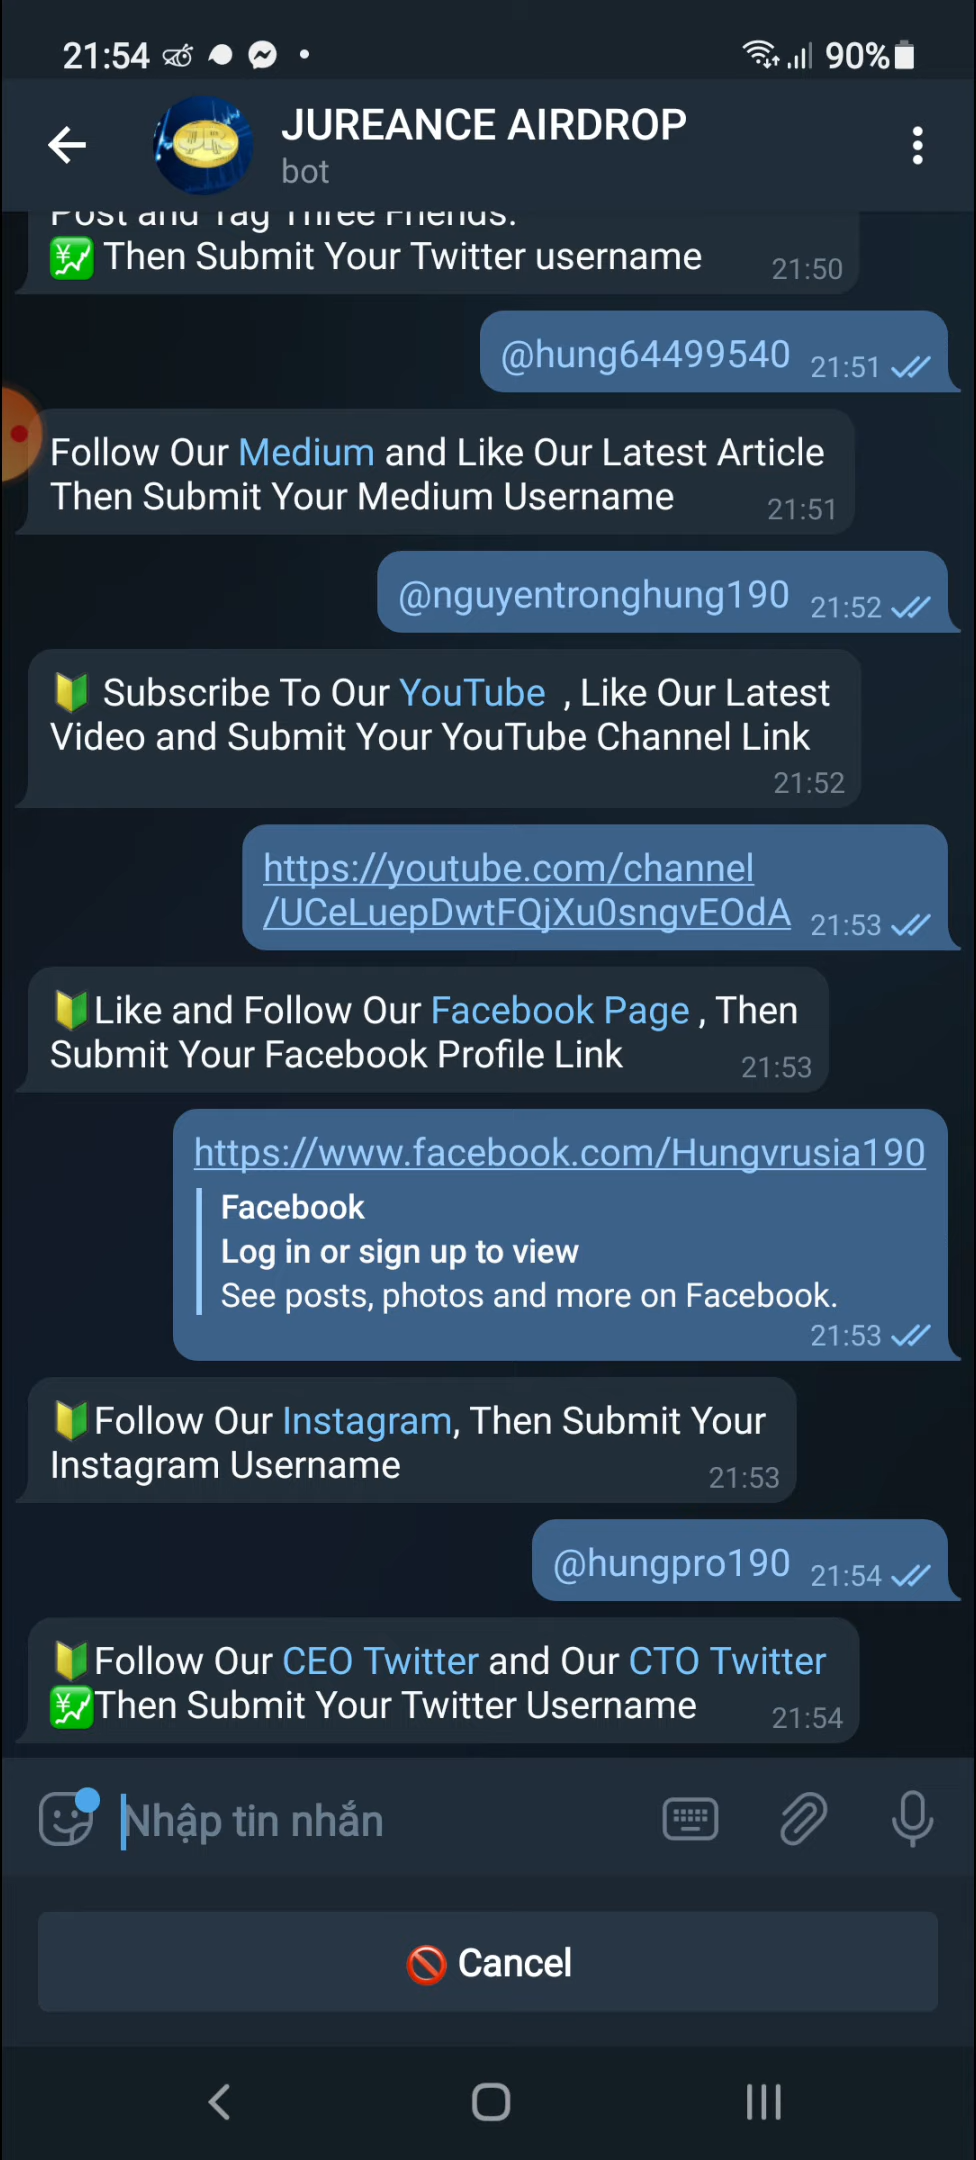 21:54
90%
JUREANCE AIRDROP
bot
Post and Tag Three Friends.
Then Submit Your Twitter username
21:50
@hung64499540
21:51
Follow Our Medium and Like Our Latest Article
Then Submit Your Medium Username
21:51
@nguyentronghung190
21:52
Subscribe To Our YouTube , Like Our Latest
Video and Submit Your YouTube Channel Link
21:52
https://youtube.com/channel
/UCeLuepDwtFQjXu0sngvEOdA
21:53
Like and Follow Our Facebook Page , Then
Submit Your Facebook Profile Link
21:53
https://www.facebook.com/Hungvrusia190
Facebook
Log in or sign up to view
See posts, photos and more on Facebook.
21:53
Follow Our Instagram, Then Submit Your
Instagram Username
21:53
@hungpro190
21:54
Follow Our CEO Twitter and Our CTO Twitter
Then Submit Your Twitter Username
21:54
Nhập tin nhắn
Cancel